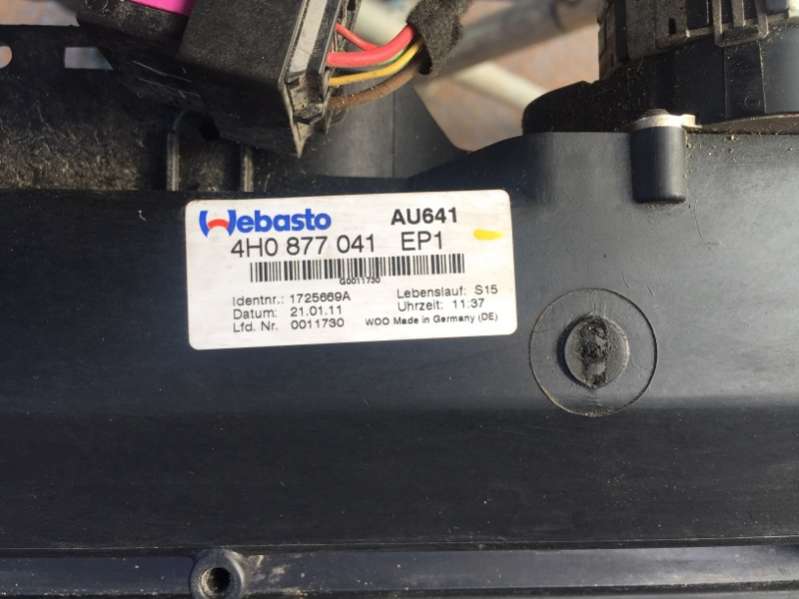 Webasto AU641
4H0 877 041 EP1
G0011730
Identnr.: 1725669A Lebenslauf: S15
Datum: 21.01.11 Uhrzeit: 11:37
Lfd. Nr. 0011730 WOO Made in Germany (DE)